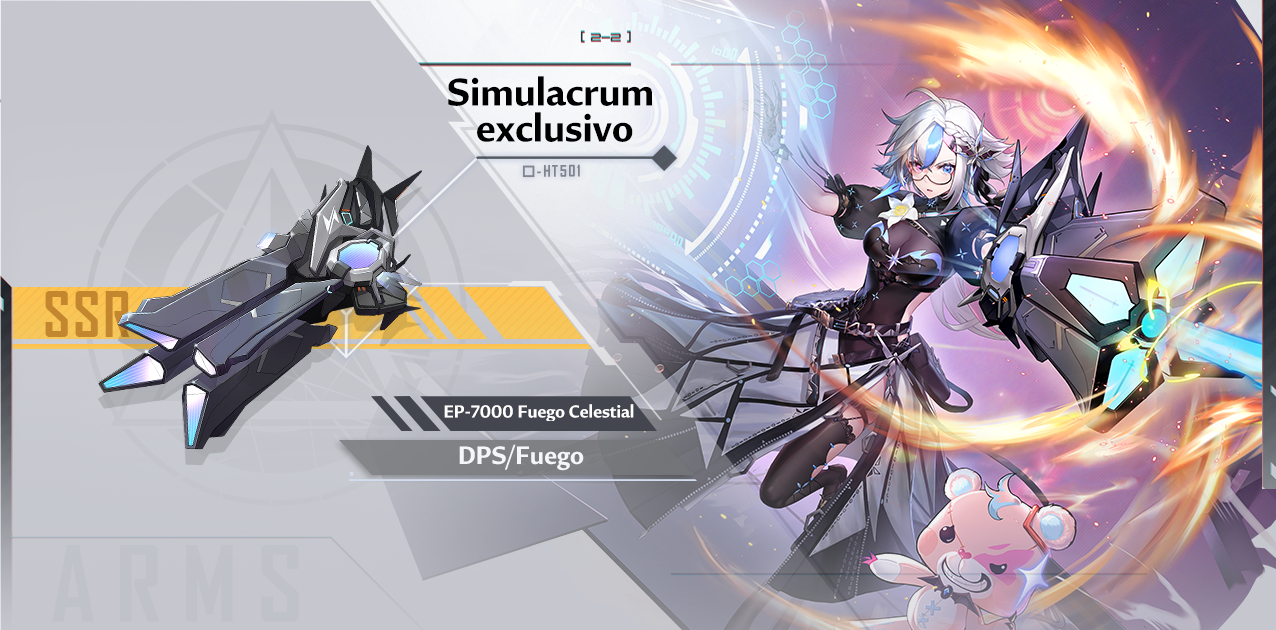 [ 2-2 ]
Simulacrum
exclusivo
-HT501
SSR
EP-7000 Fuego Celestial
DPS/Fuego
ARMS